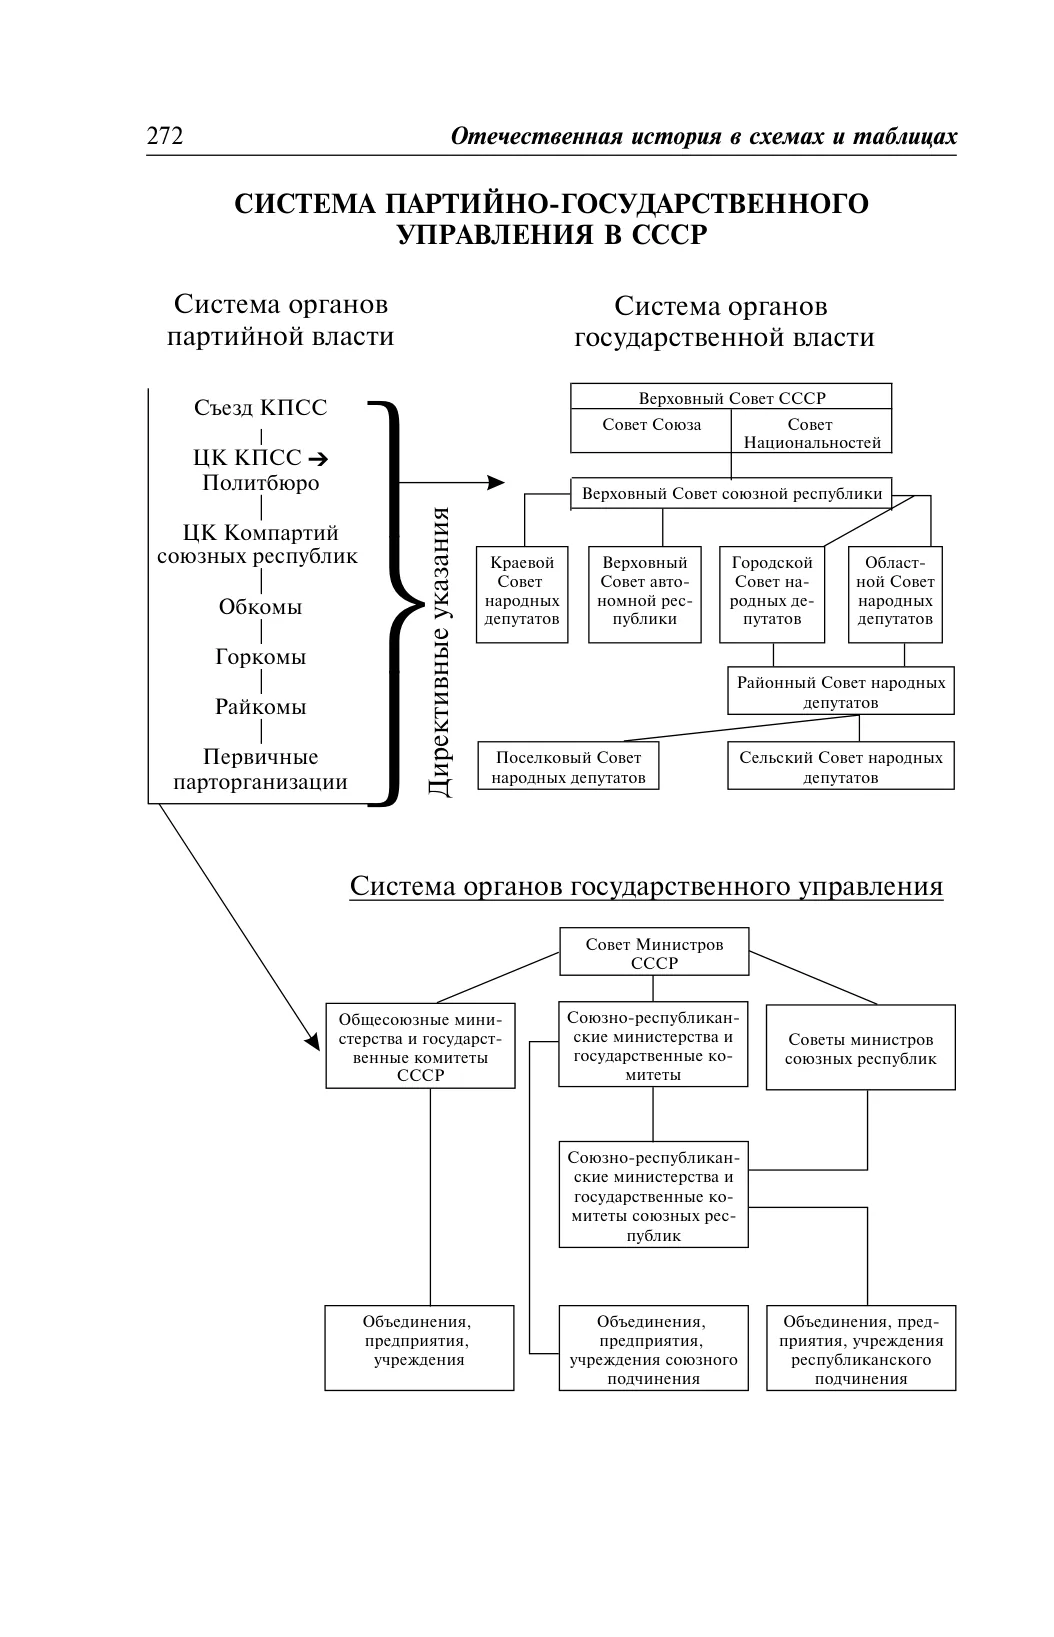 272
Отечественная история в схемах и таблицах
СИСТЕМА ПАРТИЙНО-ГОСУДАРСТВЕННОГО
УПРАВЛЕНИЯ В СССР
Система органов
партийной власти
Съезд КПСС
ЦК КПСС ➔
Политбюро
ЦК Компартий
союзных республик
Обкомы
Горкомы
Райкомы
Первичные
парторганизации
Директивные указания
Система органов
государственной власти
Верховный Совет СССР
Совет Союза
Совет
Национальностей
Верховный Совет союзной республики
Краевой
Совет
народных
депутатов
Верховный
Совет авто-
номной рес-
публики
Городской
Совет на-
родных де-
путатов
Област-
ной Совет
народных
депутатов
Районный Совет народных
депутатов
Поселковый Совет
народных депутатов
Сельский Совет народных
депутатов
Система органов государственного управления
Совет Министров
СССР
Общесоюзные мини-
стерства и государст-
венные комитеты
СССР
Союзно-республикан-
ские министерства и
государственные ко-
митеты
Советы министров
союзных республик
Союзно-республикан-
ские министерства и
государственные ко-
митеты союзных рес-
публик
Объединения,
предприятия,
учреждения
Объединения,
предприятия,
учреждения союзного
подчинения
Объединения, пред-
приятия, учреждения
республиканского
подчинения